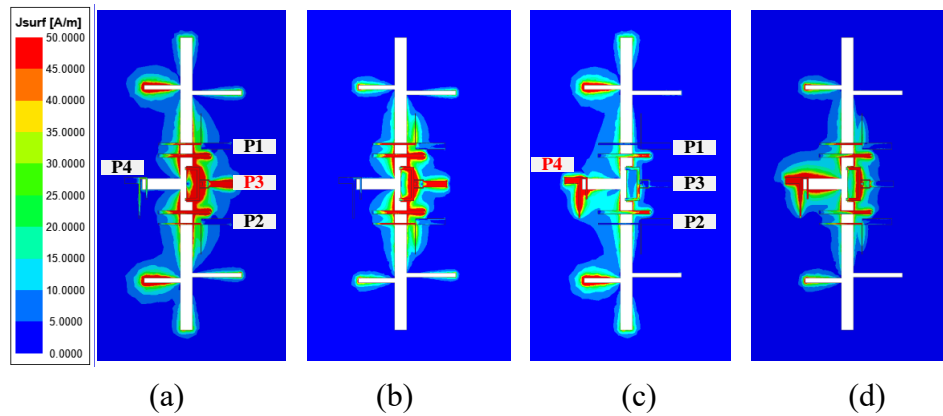 Jsurf [A/m]
50.0000
45.0000
40.0000
35.0000
30.0000
25.0000
20.0000
15.0000
10.0000
5.0000
0.0000
P1
P4
P3
P2
P1
P4
P3
P2
(a)
(b)
(c)
(d)